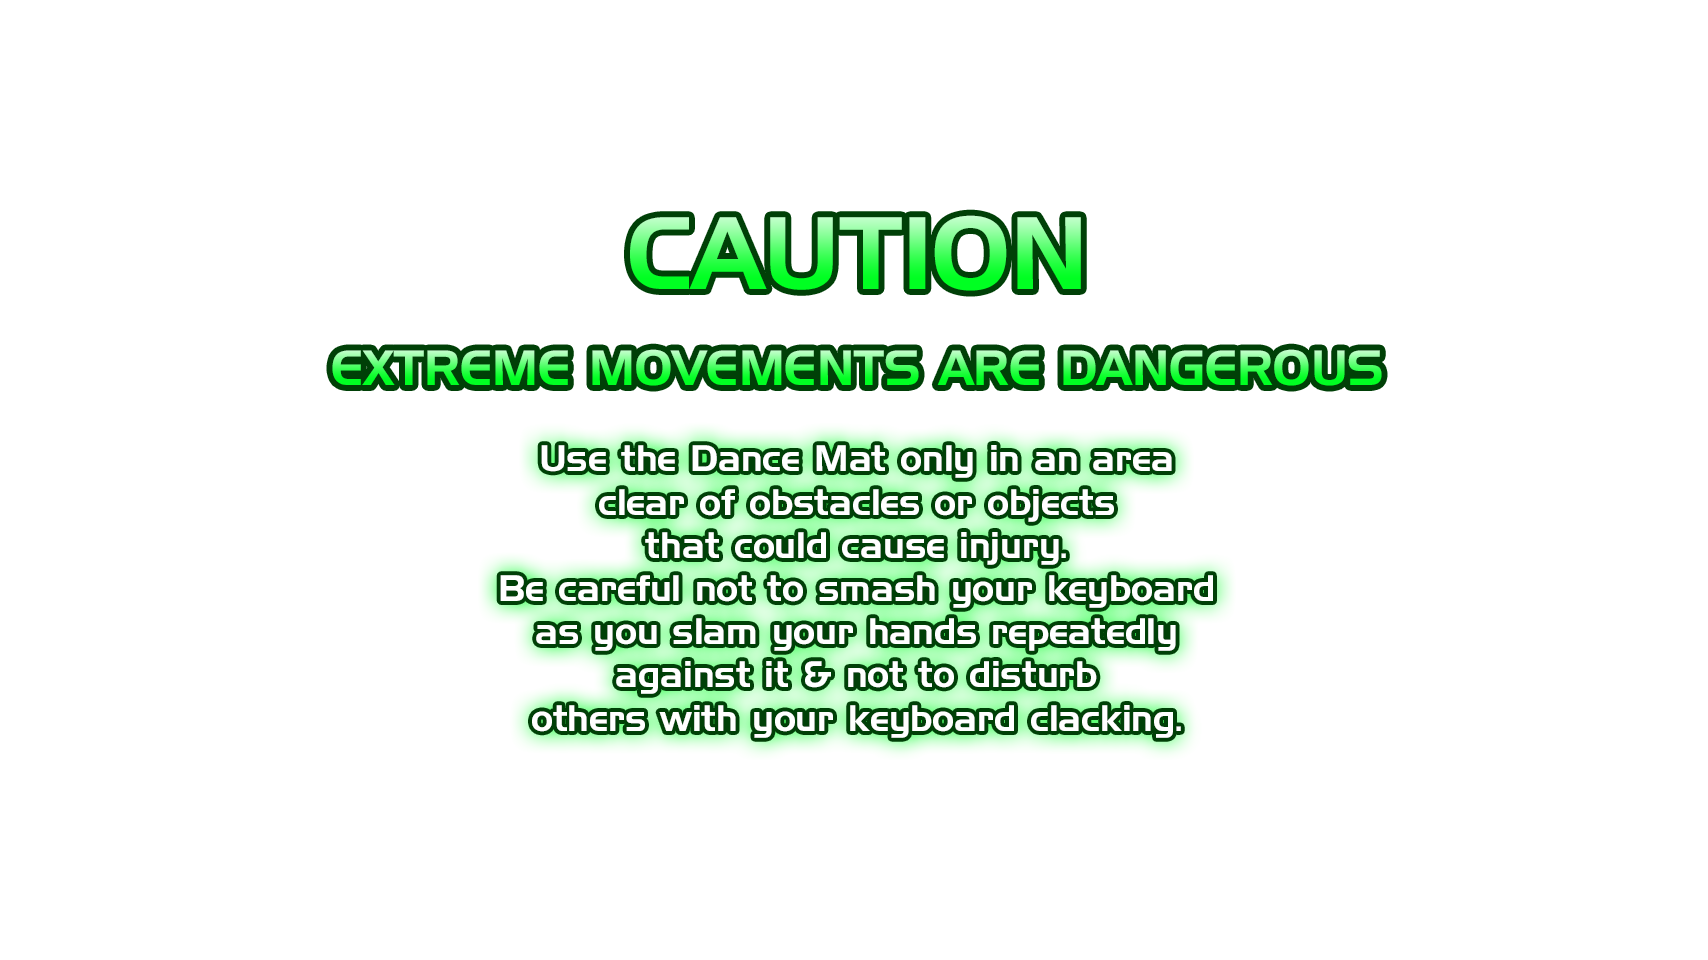 CAUTION
EXTREME MOVEMENTS ARE DANGEROUS
Use the Dance Mat only in an area
clear of obstacles or objects
that could cause injury.
Be careful not to smash your keyboard
as you slam your hands repeatedly
against it & not to disturb
others with your keyboard clacking.